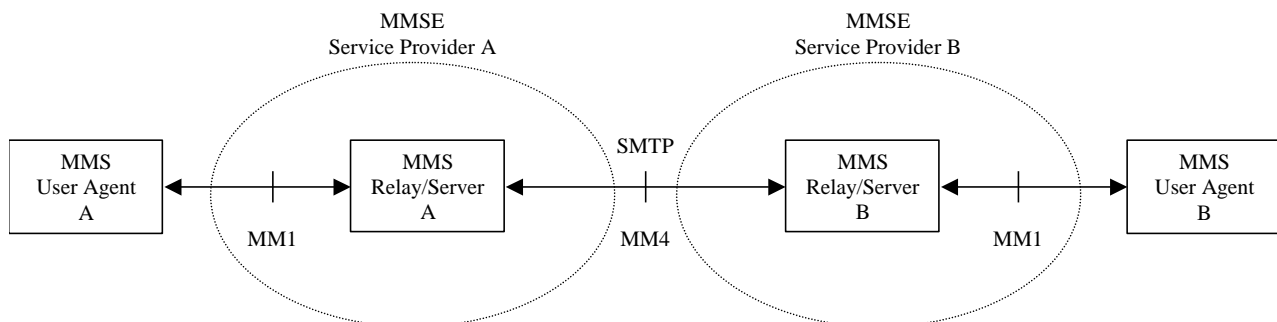 MMSE
Service Provider A
MMSE
Service Provider B
MMS
User Agent
A
MM1
MMS
Relay/Server
A
SMTP
MM4
MMS
Relay/Server
B
MM1
MMS
User Agent
B